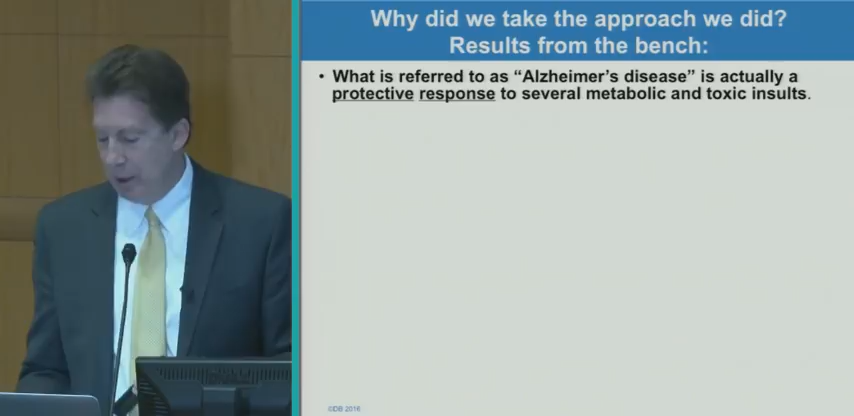 Why did we take the approach we did?
Results from the bench:
• What is referred to as “Alzheimer’s disease” is actually a
protective response to several metabolic and toxic insults.
©DB 2016